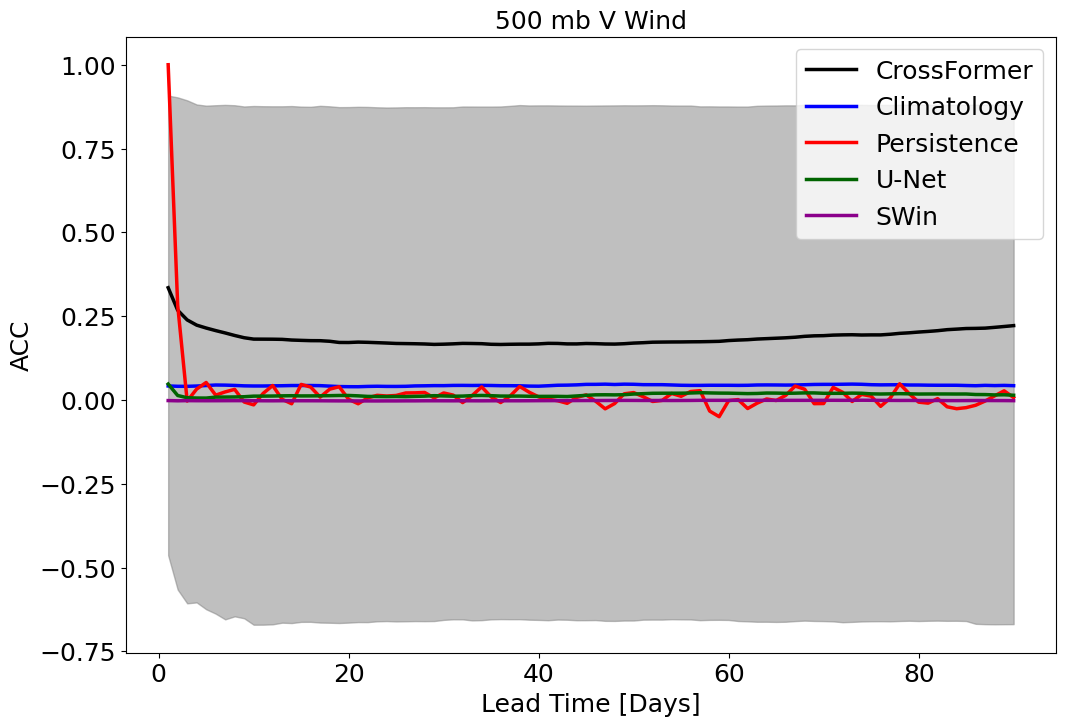 500 mb V Wind
1.00
0.75
0.50
0.25
0.00
−0.25
−0.50
−0.75
ACC
CrossFormer
Climatology
Persistence
U-Net
SWin
0 20 40 60 80
Lead Time [Days]